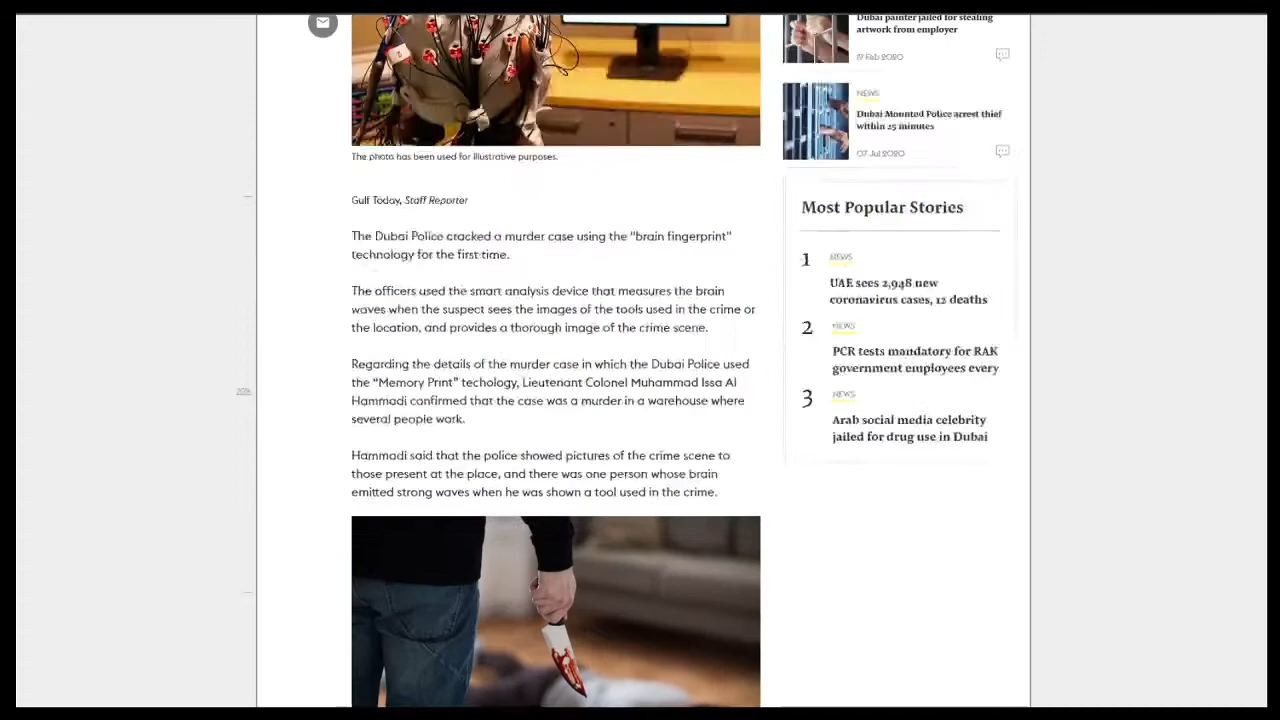 The photo has been used for illustrative purposes.
Gulf Today, Staff Reporter
The Dubai Police cracked a murder case using the “brain fingerprint”
technology for the first time.
The officers used the smart analysis device that measures the brain
waves when the suspect sees the images of the tools used in the crime or
the location, and provides a thorough image of the crime scene.
Regarding the details of the murder case in which the Dubai Police used
the “Memory Print” techology, Lieutenant Colonel Muhammad Issa Al
Hammadi confirmed that the case was a murder in a warehouse where
several people work.
Hammadi said that the police showed pictures of the crime scene to
those present at the place, and there was one person whose brain
emitted strong waves when he was shown a tool used in the crime.
Dubai painter jailed for stealing
artwork from employer
17 Feb 2020
NEWS
Dubai Mounted Police arrest thief
within 25 minutes
07 Jul 2020
Most Popular Stories
1
NEWS
UAE sees 2,948 new
coronavirus cases, 12 deaths
2
NEWS
PCR tests mandatory for RAK
government employees every
3
NEWS
Arab social media celebrity
jailed for drug use in Dubai